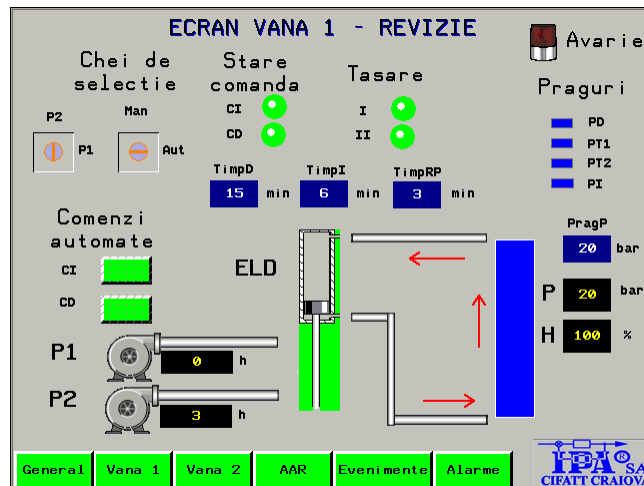 ECRAN VANA 1 - REVIZIE
Avarie
Chei de
selectie
Stare
comanda
Tasare
Praguri
CI
CD
I
II
P2
P1
Man
Aut
PD
PT1
PT2
PI
TimpD
15 min
TimpI
6 min
TimpRP
3 min
Comenzi
automate
CI
CD
ELD
PragP
20 bar
P 20 bar
H 100 %
P1
0 h
P2
3 h
General
Vana 1
Vana 2
AAR
Evenimente
Alarme
IPA ® SA
CIFATT CRAIOVA